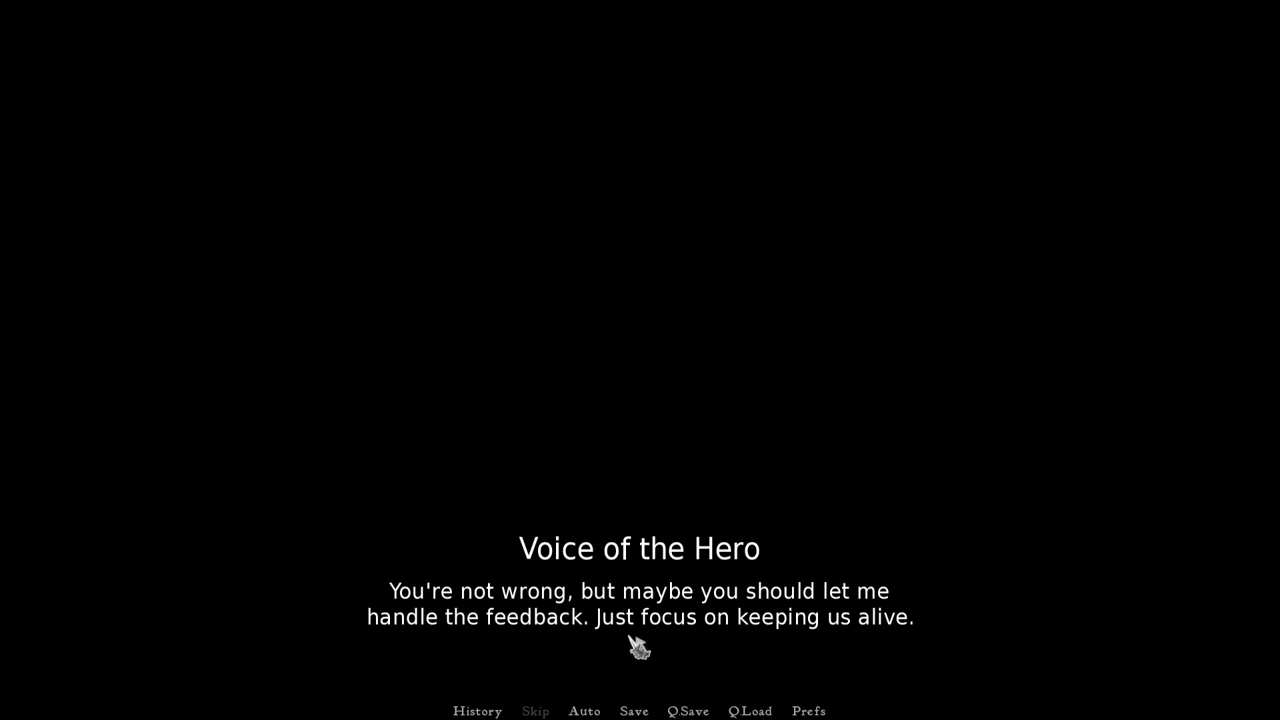 Voice of the Hero
You're not wrong, but maybe you should let me
handle the feedback. Just focus on keeping us alive.
History Skip Auto Save Q.Save Q.Load Prefs